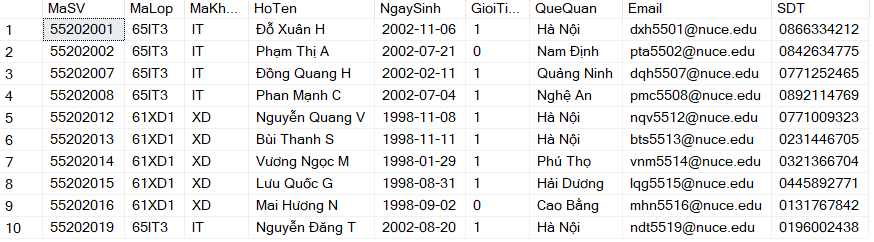 MaSV MaLop MaKh... HoTen NgaySinh GioiTi... QueQuan Email SDT
1 55202001 65IT3 IT Đỗ Xuân H 2002-11-06 1 Hà Nội dxh5501@nuce.edu 0866334212
2 55202002 65IT3 IT Phạm Thị A 2002-07-21 0 Nam Định pta5502@nuce.edu 0842634775
3 55202007 65IT3 IT Đồng Quang H 2002-02-11 1 Quảng Ninh dqh5507@nuce.edu 0771252465
4 55202008 65IT3 IT Phan Mạnh C 2002-07-04 1 Nghệ An pmc5508@nuce.edu 0892114769
5 55202012 61XD1 XD Nguyễn Quang V 1998-11-08 1 Hà Nội nqv5512@nuce.edu 0771009323
6 55202013 61XD1 XD Bùi Thanh S 1998-11-11 1 Hà Nội bts5513@nuce.edu 0231446705
7 55202014 61XD1 XD Vương Ngọc M 1998-01-29 1 Phú Thọ vnm5514@nuce.edu 0321366704
8 55202015 61XD1 XD Lưu Quốc G 1998-08-31 1 Hải Dương lqg5515@nuce.edu 0445892771
9 55202016 61XD1 XD Mai Hương N 1998-09-02 0 Cao Bằng mhn5516@nuce.edu 0131767842
10 55202019 65IT3 IT Nguyễn Đăng T 2002-08-20 1 Hà Nội ndt5519@nuce.edu 0196002438